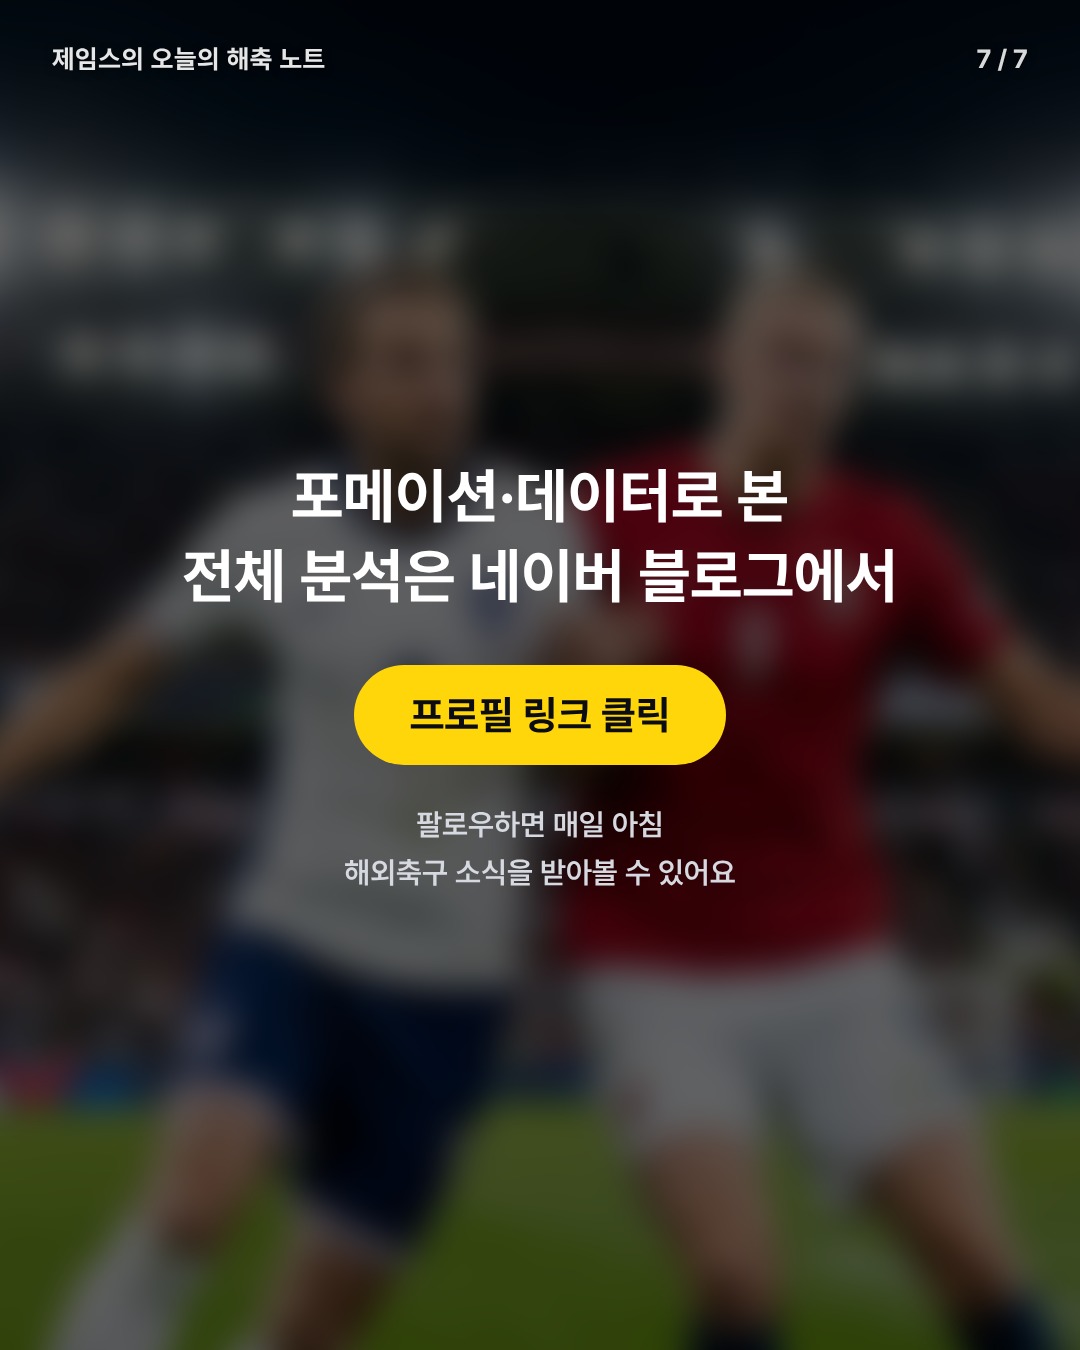 제임스의 오늘의 해축 노트
7 / 7
포메이션·데이터로 본
전체 분석은 네이버 블로그에서
프로필 링크 클릭
팔로우하면 매일 아침
해외축구 소식을 받아볼 수 있어요